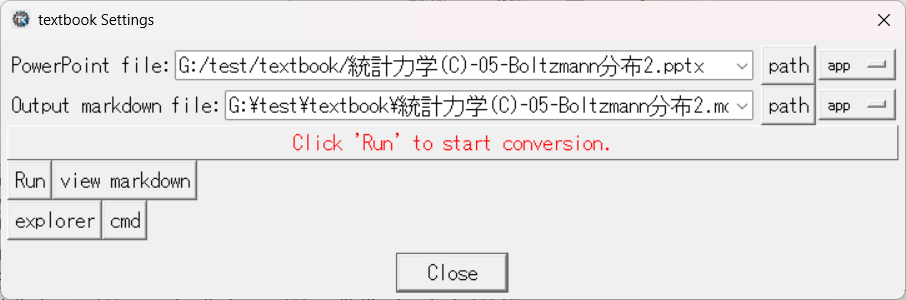 textbook Settings
PowerPoint file: G:/test/textbook/統計力学(C)-05-Boltzmann分布2.pptx path app
Output markdown file: G:¥test¥textbook¥統計力学(C)-05-Boltzmann分布2.mc path app
Click 'Run' to start conversion.
Run view markdown
explorer cmd
Close